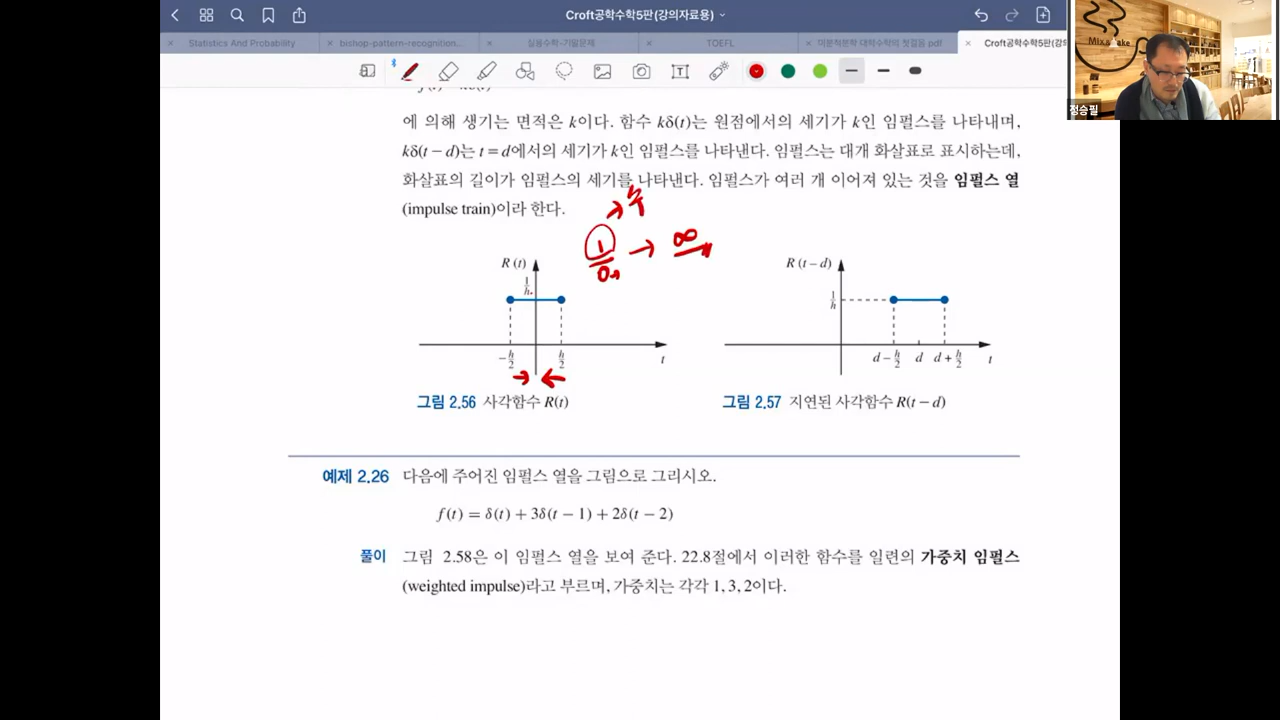 Croft공학수학5판(강의자료용)
Statistics And Probability
bishop-pattern-recognition...
실용수학-기말문제
TOEFL
미분적분학 대학수학의 첫걸음.pdf
Croft공학수학5판(강의
에 의해 생기는 면적은 k이다. 함수 kδ(t)는 원점에서의 세기가 k인 임펄스를 나타내며,
kδ(t − d)는 t = d에서의 세기가 k인 임펄스를 나타낸다. 임펄스는 대개 화살표로 표시하는데,
화살표의 길이가 임펄스의 세기를 나타낸다. 임펄스가 여러 개 이어져 있는 것을 임펄스 열
(impulse train)이라 한다.
→ 수
1/0 → ∞
R(t)
1/h
−h/2
h/2
t
R(t − d)
1/h
d − h/2
d
d + h/2
t
그림 2.56 사각함수 R(t)
그림 2.57 지연된 사각함수 R(t − d)
예제 2.26 다음에 주어진 임펄스 열을 그림으로 그리시오.
f(t) = δ(t) + 3δ(t − 1) + 2δ(t − 2)
풀이 그림 2.58은 이 임펄스 열을 보여 준다. 22.8절에서 이러한 함수를 일련의 가중치 임펄스
(weighted impulse)라고 부르며, 가중치는 각각 1, 3, 2이다.
정승필